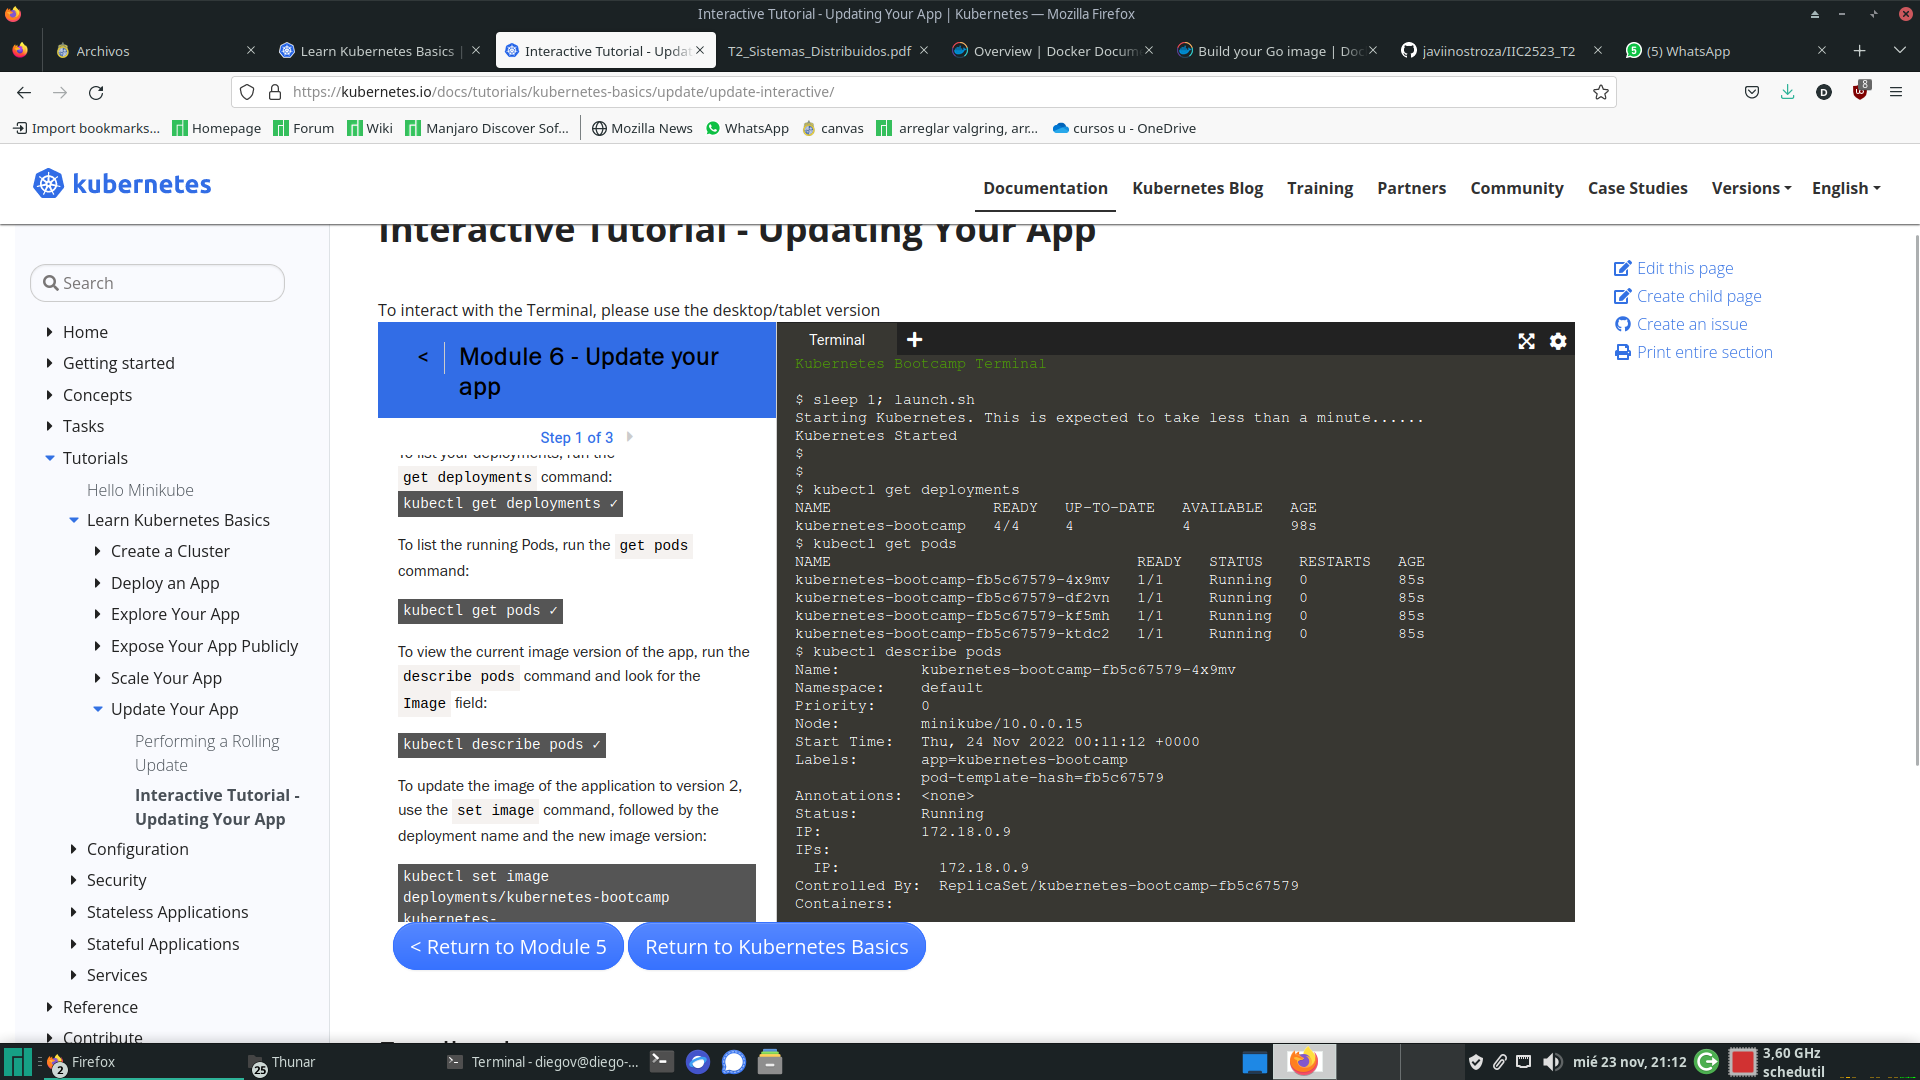 Interactive Tutorial - Updating Your App | Kubernetes — Mozilla Firefox
Archivos
Learn Kubernetes Basics |
Interactive Tutorial - Updat
T2_Sistemas_Distribuidos.pdf
Overview | Docker Docum
Build your Go image | Doc
javiinostroza/IIC2523_T2
5
(5) WhatsApp
https://kubernetes.io/docs/tutorials/kubernetes-basics/update/update-interactive/
D
8
Import bookmarks...
Homepage
Forum
Wiki
Manjaro Discover Sof...
Mozilla News
WhatsApp
canvas
arreglar valgring, arr...
cursos u - OneDrive
kubernetes
Documentation
Kubernetes Blog
Training
Partners
Community
Case Studies
Versions
English
Interactive Tutorial - Updating Your App
Search
Home
Getting started
Concepts
Tasks
Tutorials
Hello Minikube
Learn Kubernetes Basics
Create a Cluster
Deploy an App
Explore Your App
Expose Your App Publicly
Scale Your App
Update Your App
Performing a Rolling
Update
Interactive Tutorial -
Updating Your App
Configuration
Security
Stateless Applications
Stateful Applications
Services
Reference
Contribute
To interact with the Terminal, please use the desktop/tablet version
< Module 6 - Update your
app
Step 1 of 3
To list your deployments, run the
get deployments command:
kubectl get deployments ✓
To list the running Pods, run the get pods
command:
kubectl get pods ✓
To view the current image version of the app, run the
describe pods command and look for the
Image field:
kubectl describe pods ✓
To update the image of the application to version 2,
use the set image command, followed by the
deployment name and the new image version:
kubectl set image
deployments/kubernetes-bootcamp
kubernetes-
Terminal
Kubernetes Bootcamp Terminal
$ sleep 1; launch.sh
Starting Kubernetes. This is expected to take less than a minute......
Kubernetes Started
$
$
$ kubectl get deployments
NAME READY UP-TO-DATE AVAILABLE AGE
kubernetes-bootcamp 4/4 4 4 98s
$ kubectl get pods
NAME READY STATUS RESTARTS AGE
kubernetes-bootcamp-fb5c67579-4x9mv 1/1 Running 0 85s
kubernetes-bootcamp-fb5c67579-df2vn 1/1 Running 0 85s
kubernetes-bootcamp-fb5c67579-kf5mh 1/1 Running 0 85s
kubernetes-bootcamp-fb5c67579-ktdc2 1/1 Running 0 85s
$ kubectl describe pods
Name: kubernetes-bootcamp-fb5c67579-4x9mv
Namespace: default
Priority: 0
Node: minikube/10.0.0.15
Start Time: Thu, 24 Nov 2022 00:11:12 +0000
Labels: app=kubernetes-bootcamp
pod-template-hash=fb5c67579
Annotations: <none>
Status: Running
IP: 172.18.0.9
IPs:
IP: 172.18.0.9
Controlled By: ReplicaSet/kubernetes-bootcamp-fb5c67579
Containers:
Edit this page
Create child page
Create an issue
Print entire section
< Return to Module 5
Return to Kubernetes Basics
2
Firefox
25
Thunar
Terminal - diegov@diego-...
mié 23 nov, 21:12
3,60 GHz
schedutil